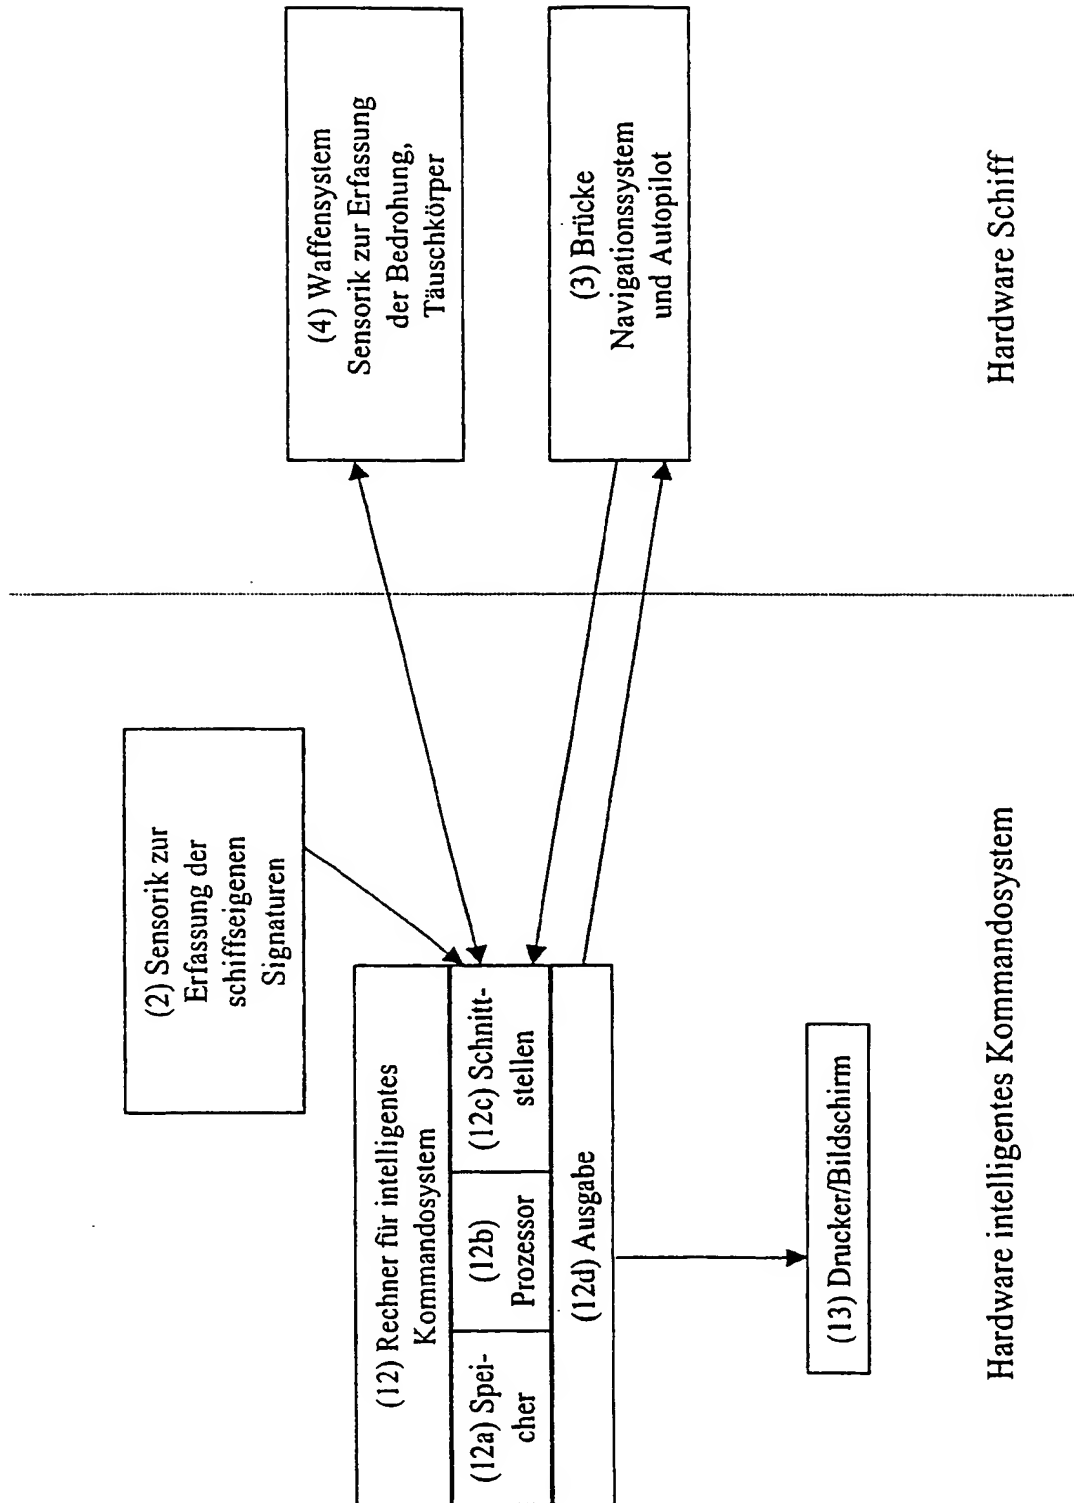 (2) Sensorik zur
Erfassung der
schiffseigenen
Signaturen
(4) Waffensystem
Sensorik zur Erfassung
der Bedrohung,
Täuschkörper
(12) Rechner für intelligentes
Kommandosystem
(12a) Spei-
cher
(12b)
Prozessor
(12c) Schnitt-
stellen
(12d) Ausgabe
(3) Brücke
Navigationssystem
und Autopilot
(13) Drucker/Bildschirm
Hardware intelligentes Kommandosystem
Hardware Schiff